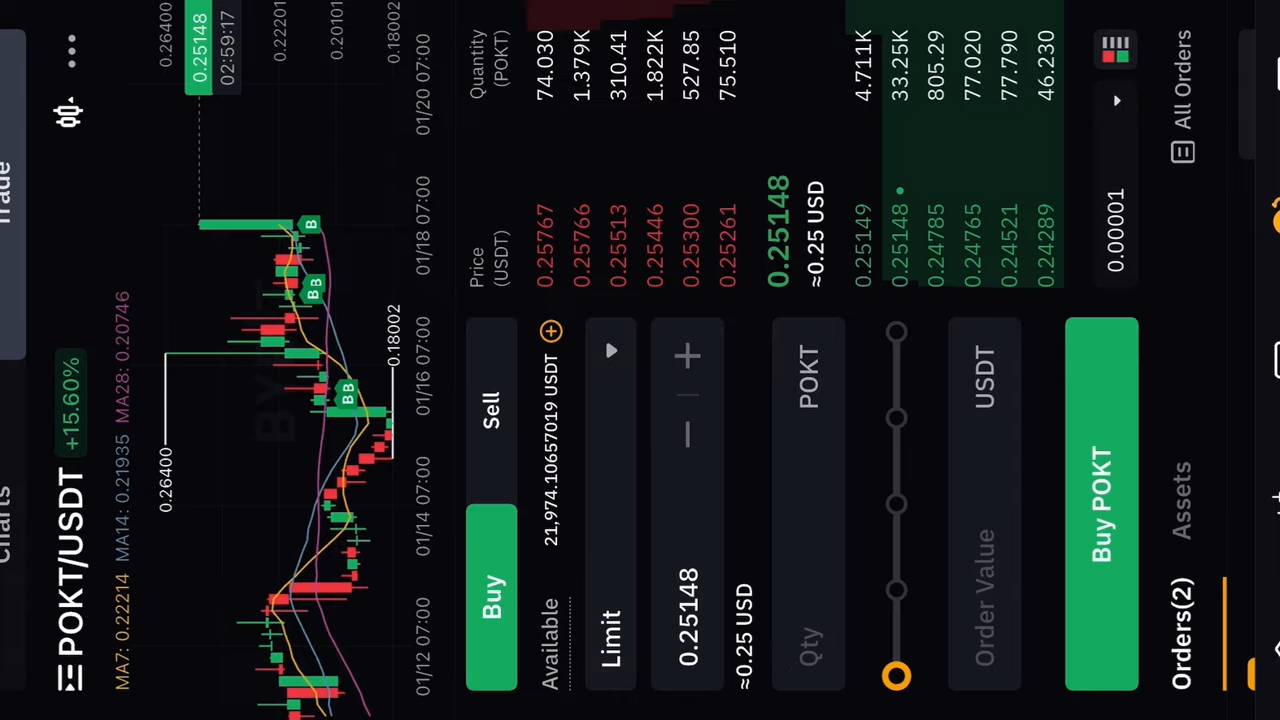 Charts
Trade
POKT/USDT +15.60%
MA7: 0.22214 MA14: 0.21935 MA28: 0.20746
0.26400
0.25148
02:59:17
0.22201
0.20101
0.18002
0.26400
0.18002
B
B B
B B
01/12 07:00 01/14 07:00 01/16 07:00 01/18 07:00 01/20 07:00
Buy
Sell
Available 21,974.10657019 USDT
Limit
0.25148
≈0.25 USD
Qty POKT
Order Value USDT
Buy POKT
Price
(USDT)
Quantity
(POKT)
0.25767 74.030
0.25766 1.379K
0.25513 310.41
0.25446 1.822K
0.25300 527.85
0.25261 75.510
0.25148
≈0.25 USD
0.25149 4.711K
0.25148 33.25K
0.24785 805.29
0.24765 77.020
0.24521 77.790
0.24289 46.230
0.000001
Orders(2) Assets All Orders